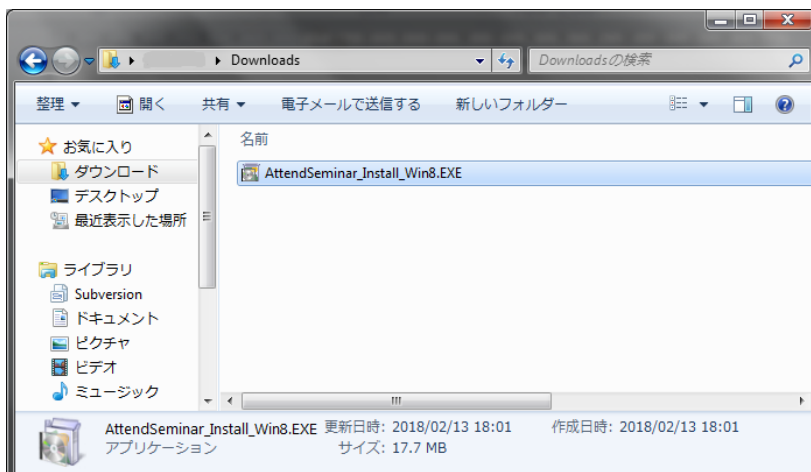 Downloads
Downloadsの検索
整理 開く 共有 電子メールで送信する 新しいフォルダー
お気に入り
ダウンロード
デスクトップ
最近表示した場所
ライブラリ
Subversion
ドキュメント
ピクチャ
ビデオ
ミュージック
名前
AttendSeminar_Install_Win8.EXE
AttendSeminar_Install_Win8.EXE 更新日時: 2018/02/13 18:01 作成日時: 2018/02/13 18:01
アプリケーション サイズ: 17.7 MB